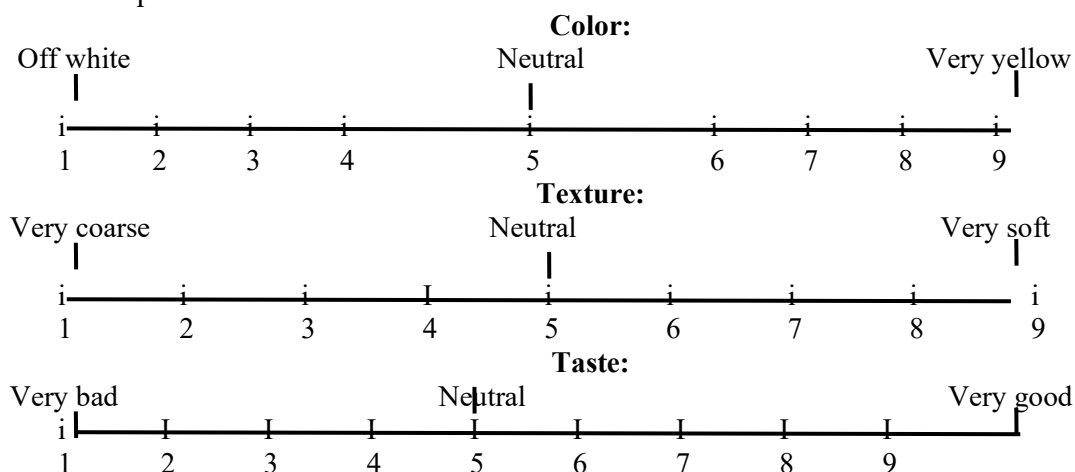 Color:
Off white Neutral Very yellow
i i i i i i i i i
1 2 3 4 5 6 7 8 9
Texture:
Very coarse Neutral Very soft
i i i I i i i i i
1 2 3 4 5 6 7 8 9
Taste:
Very bad Neutral Very good
i I I I I I I I I
1 2 3 4 5 6 7 8 9